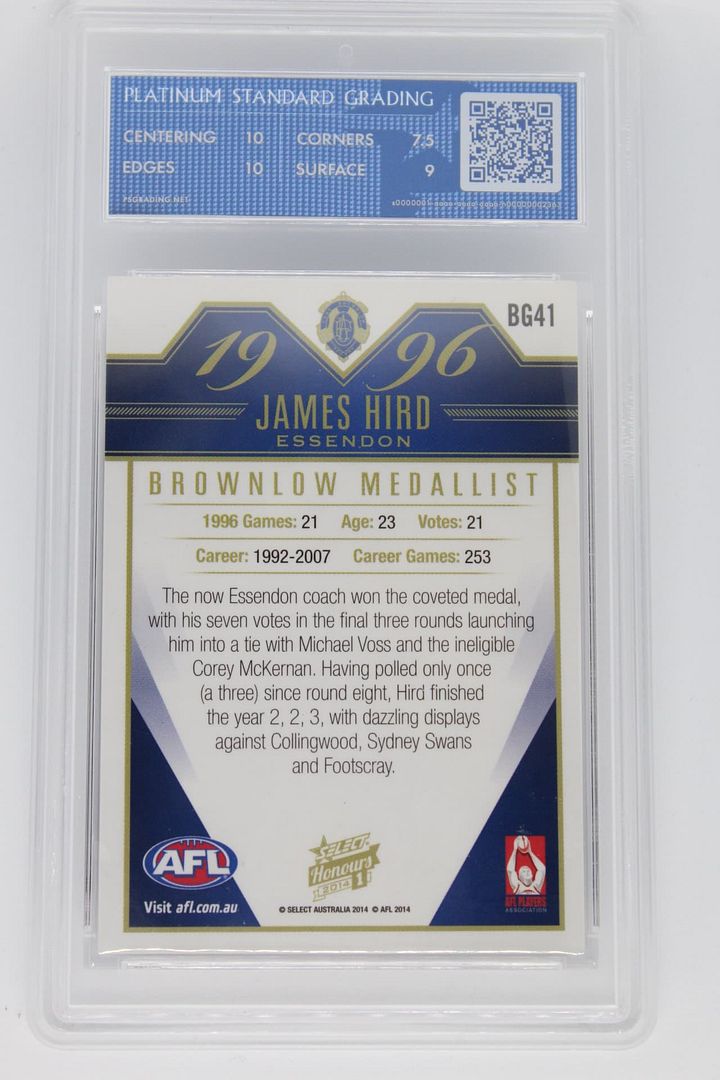 PLATINUM STANDARD GRADING
CENTERING 10 CORNERS 7.5
EDGES 10 SURFACE 9
BG41
1996
JAMES HIRD
ESSENDON
BROWNLOW MEDALLIST
1996 Games: 21 Age: 23 Votes: 21
Career: 1992-2007 Career Games: 253
The now Essendon coach won the coveted medal,
with his seven votes in the final three rounds launching
him into a tie with Michael Voss and the ineligible
Corey McKernan. Having polled only once
(a three) since round eight, Hird finished
the year 2, 2, 3, with dazzling displays
against Collingwood, Sydney Swans
and Footscray.
AFL
Visit afl.com.au
SELECT
Honours
2014 1
© SELECT AUSTRALIA 2014 © AFL 2014
AFL PLAYERS
ASSOCIATION